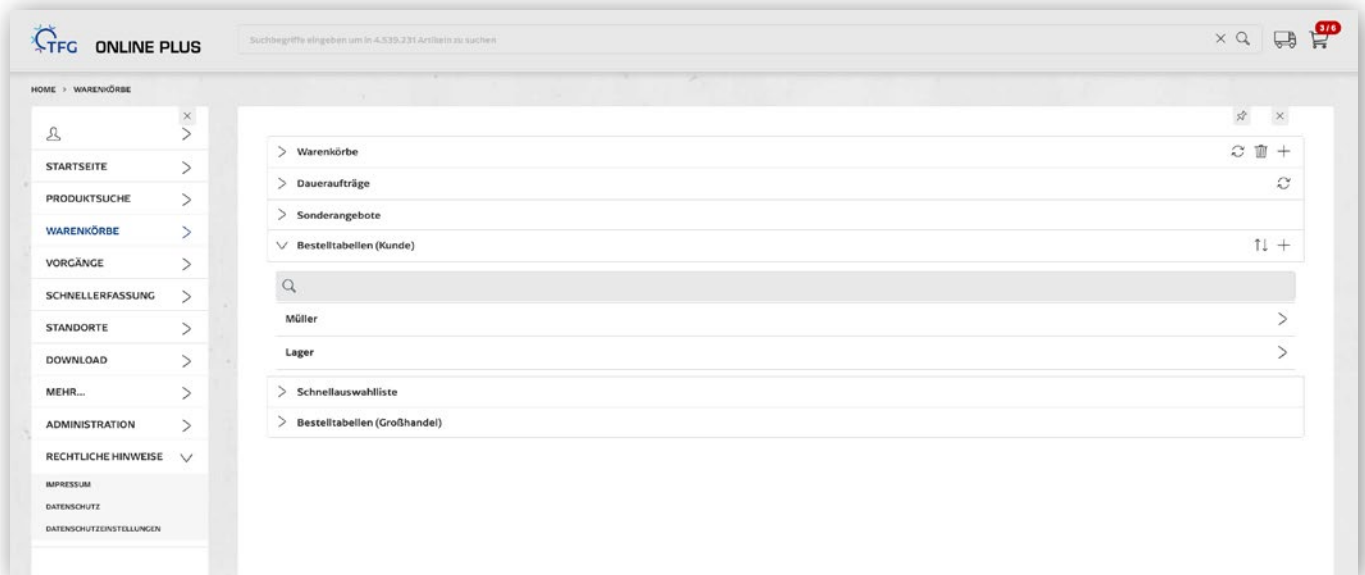 TFG ONLINE PLUS
Suchbegriffe eingeben um in 4.539.231 Artikeln zu suchen
3/6
HOME > WARENKÖRBE
STARTSEITE
PRODUKTSUCHE
WARENKÖRBE
VORGÄNGE
SCHNELLERFASSUNG
STANDORTE
DOWNLOAD
MEHR...
ADMINISTRATION
RECHTLICHE HINWEISE
IMPRESSUM
DATENSCHUTZ
DATENSCHUTZEINSTELLUNGEN
Warenkörbe
Daueraufträge
Sonderangebote
Bestelltabellen (Kunde)
Müller
Lager
Schnellauswahlliste
Bestelltabellen (Großhandel)